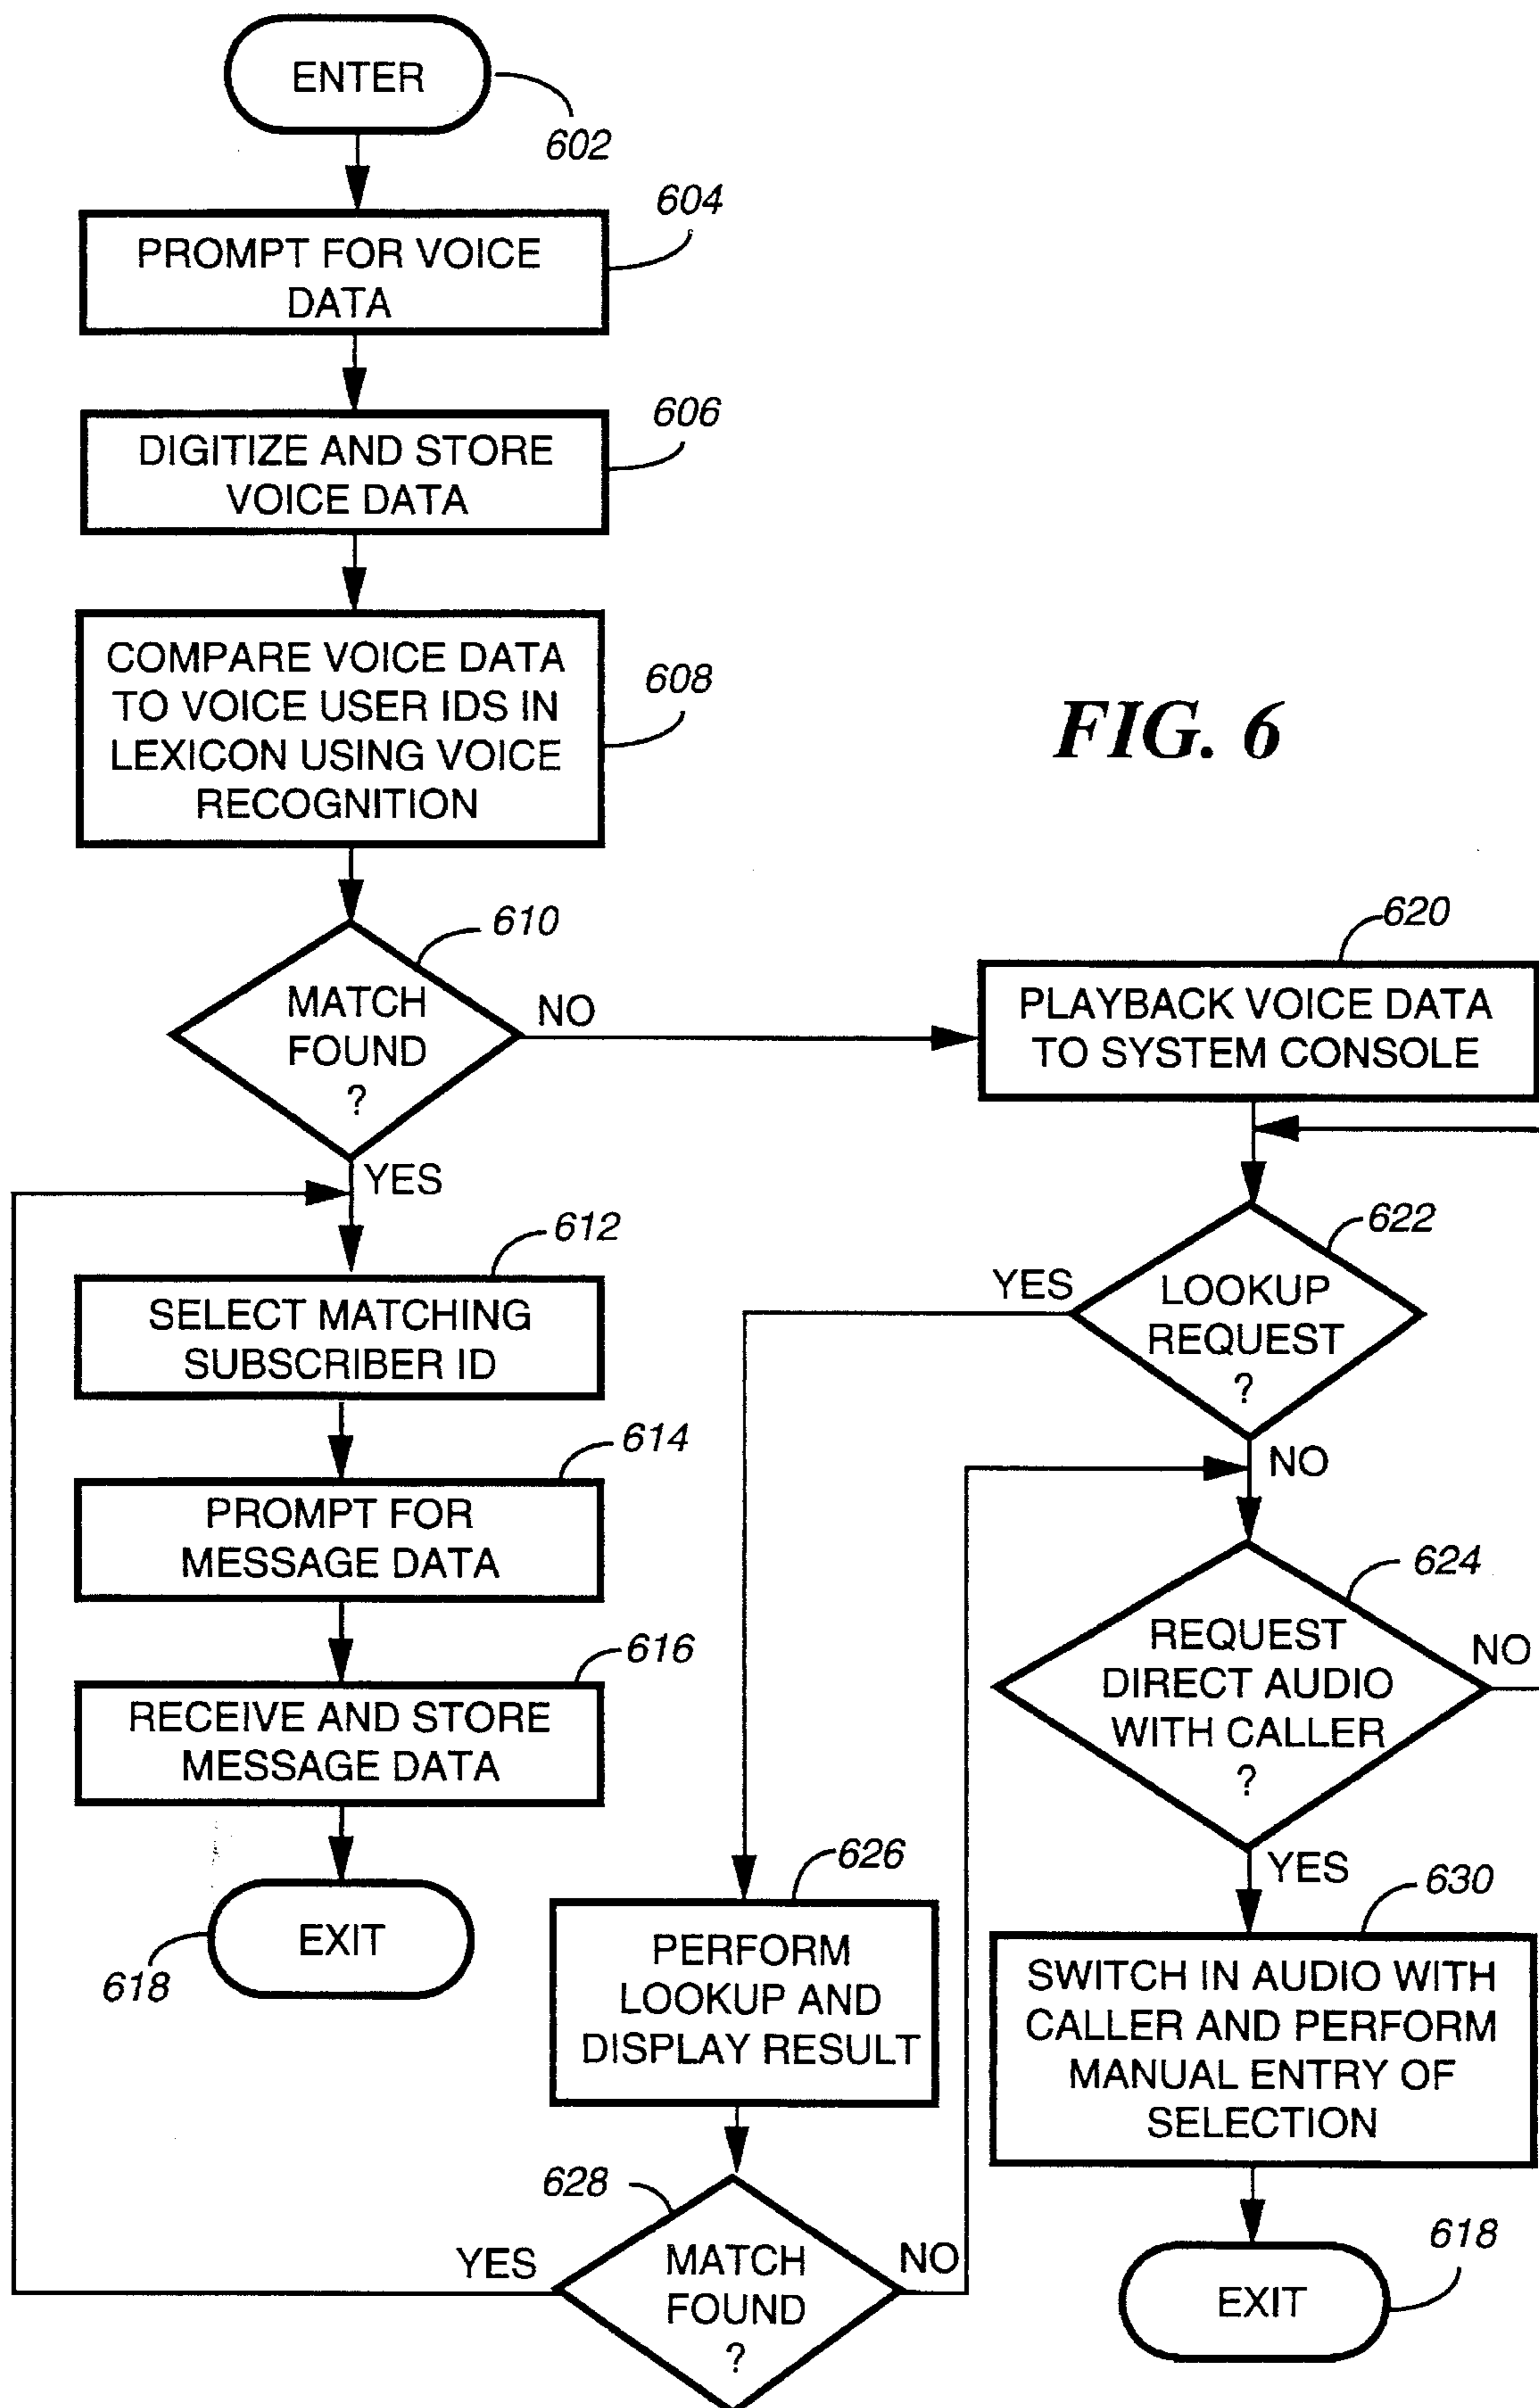 ENTER
602
604
PROMPT FOR VOICE
DATA
606
DIGITIZE AND STORE
VOICE DATA
COMPARE VOICE DATA
TO VOICE USER IDS IN
LEXICON USING VOICE
RECOGNITION
608
FIG. 6
610
MATCH
FOUND
?
NO
YES
612
SELECT MATCHING
SUBSCRIBER ID
614
PROMPT FOR
MESSAGE DATA
616
RECEIVE AND STORE
MESSAGE DATA
EXIT
618
620
PLAYBACK VOICE DATA
TO SYSTEM CONSOLE
622
LOOKUP
REQUEST
?
YES
NO
624
REQUEST
DIRECT AUDIO
WITH CALLER
?
NO
YES
626
PERFORM
LOOKUP AND
DISPLAY RESULT
628
MATCH
FOUND
?
YES
NO
630
SWITCH IN AUDIO WITH
CALLER AND PERFORM
MANUAL ENTRY OF
SELECTION
EXIT
618